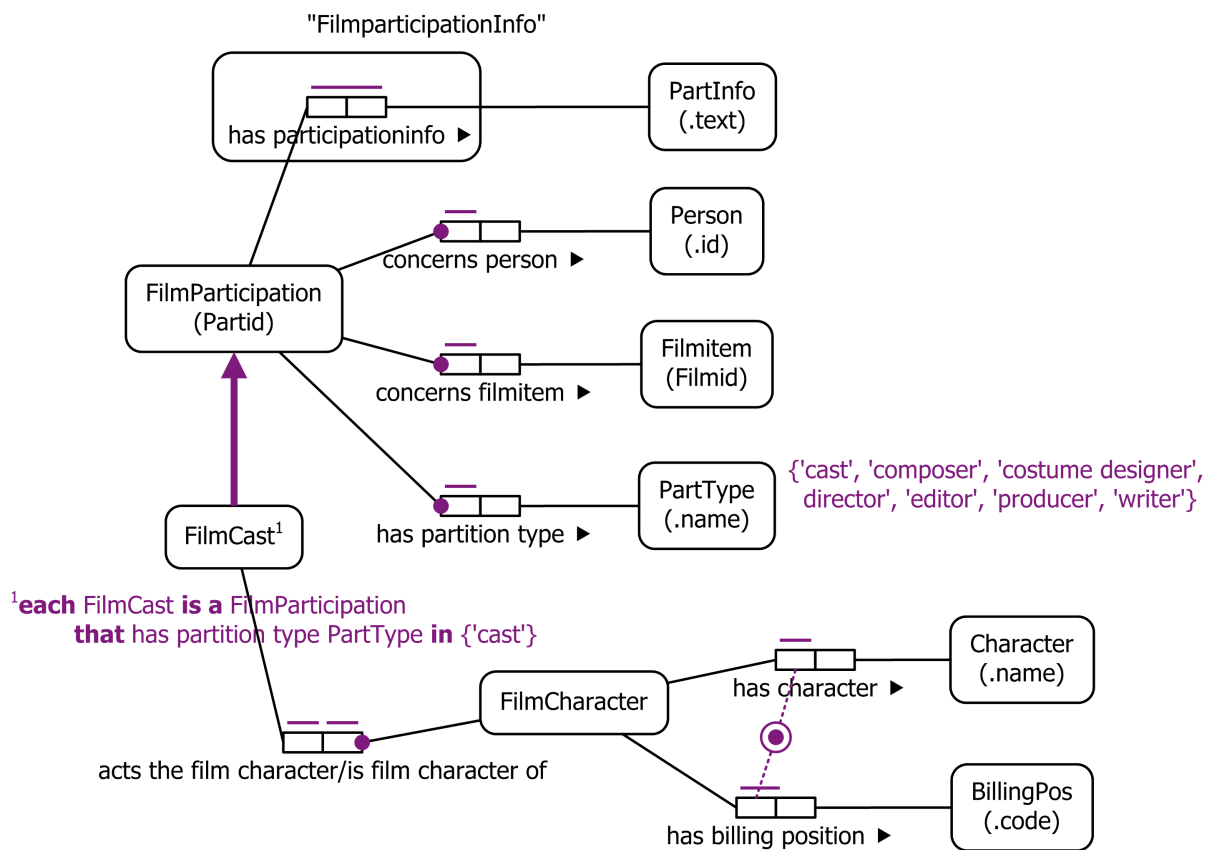 "FilmparticipationInfo"
PartInfo
(.text)
has participationinfo ►
Person
(.id)
concerns person ►
FilmParticipation
(Partid)
Filmitem
(Filmid)
concerns filmitem ►
{'cast', 'composer', 'costume designer',
director', 'editor', 'producer', 'writer'}
PartType
(.name)
has partition type ►
FilmCast¹
¹each FilmCast is a FilmParticipation
that has partition type PartType in {'cast'}
Character
(.name)
has character ►
FilmCharacter
acts the film character/is film character of
BillingPos
(.code)
has billing position ►